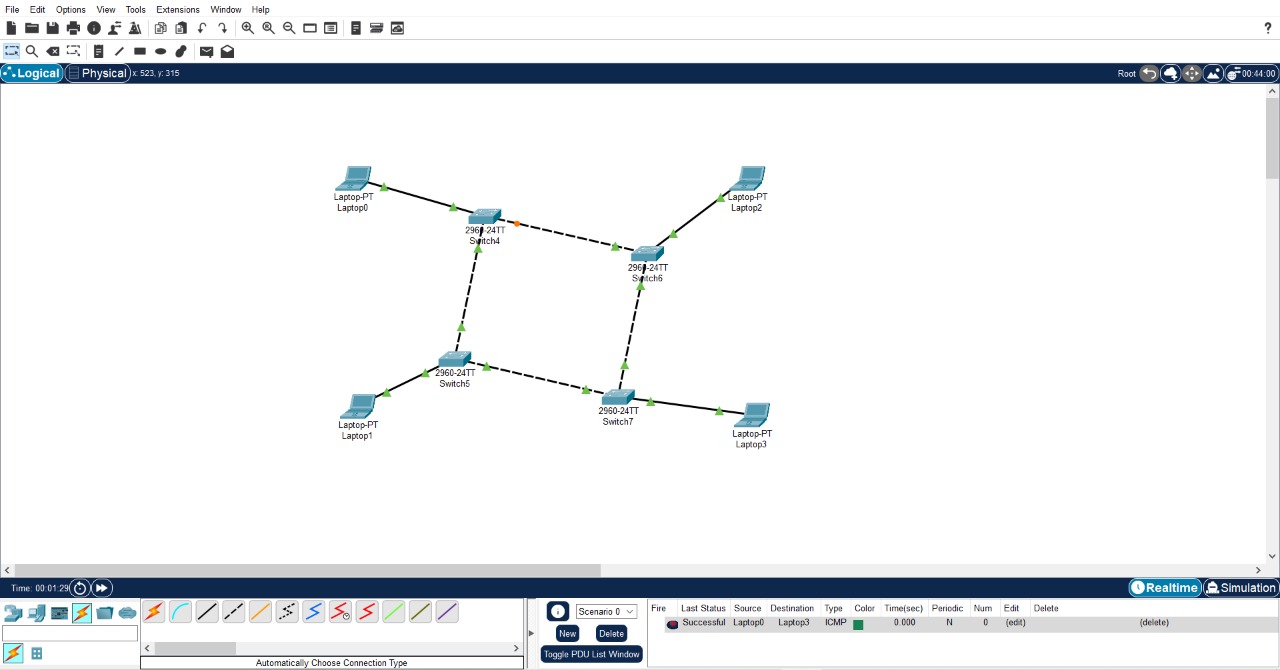 File Edit Options View Tools Extensions Window Help
?
Logical Physical x: 523, y: 315 Root 00:44:00
Laptop-PT
Laptop0
Laptop-PT
Laptop2
2960-24TT
Switch4
2960-24TT
Switch6
2960-24TT
Switch5
2960-24TT
Switch7
Laptop-PT
Laptop1
Laptop-PT
Laptop3
Time: 00:01:29 Realtime Simulation
Scenario 0
New Delete
Toggle PDU List Window
Fire Last Status Source Destination Type Color Time(sec) Periodic Num Edit Delete
Successful Laptop0 Laptop3 ICMP 0.000 N 0 (edit) (delete)
Automatically Choose Connection Type